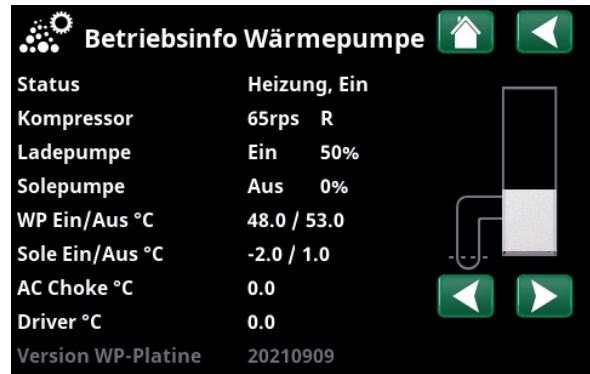 Betriebsinfo Wärmepumpe
Status Heizung, Ein
Kompressor 65rps R
Ladepumpe Ein 50%
Solepumpe Aus 0%
WP Ein/Aus °C 48.0 / 53.0
Sole Ein/Aus °C -2.0 / 1.0
AC Choke °C 0.0
Driver °C 0.0
Version WP-Platine 20210909